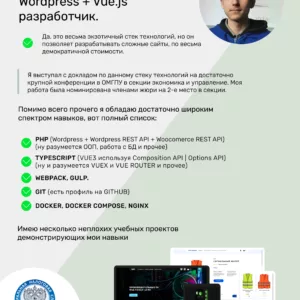 Wordpress + Vue.js
разработчик.
Да, это весьма экзотичный стек технологий, но он
позволяет разрабатывать сложные сайты, по весьма
демократичной стоимости.
Я выступал с докладом по данному стеку технологий на достаточно
крупной конференции в ОМГПУ в секции экономика и управление. Моя
работа была номинирована членами жюри на 2-е место в секции.
Помимо всего прочего я обладаю достаточно широким
спектром навыков, вот полный список:
PHP (Wordpress + Wordpress REST API + Woocomerce REST API)
(ну разумеется ООП, работа с БД и прочее)
TYPESCRIPT (VUE3 использую Composition API | Options API)
(ну и разумеется VUEX и VUE ROUTER и прочее)
WEBPACK, GULP.
GIT (есть профиль на GITHUB)
DOCKER, DOCKER COMPOSE, NGINX
Имею несколько неплохих учебных проектов
демонстрирующих мои навыки